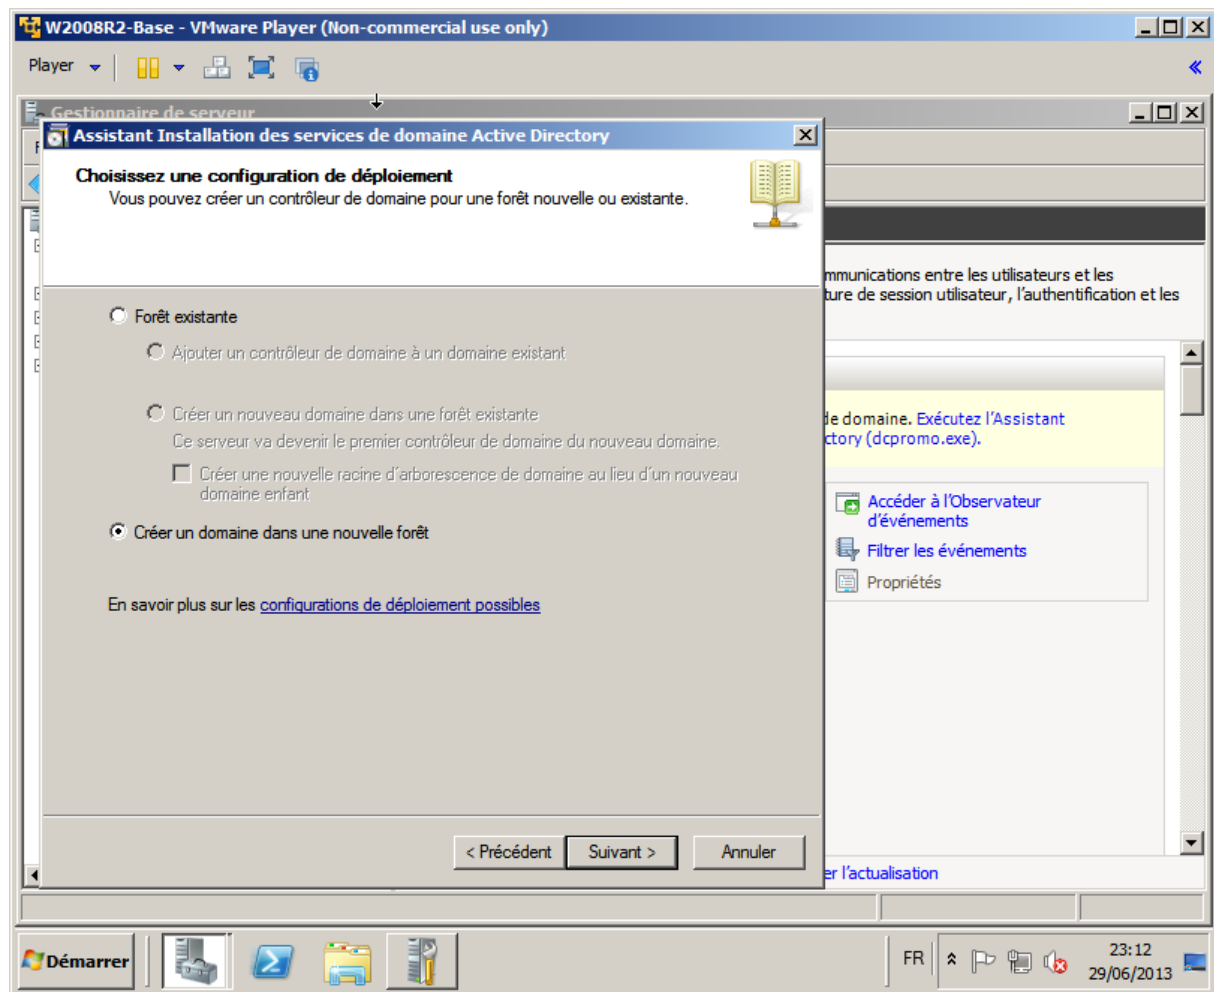 W2008R2-Base - VMware Player (Non-commercial use only)
Player
Gestionnaire de serveur
Assistant Installation des services de domaine Active Directory
Choisissez une configuration de déploiement
Vous pouvez créer un contrôleur de domaine pour une forêt nouvelle ou existante.
mmunications entre les utilisateurs et les
ture de session utilisateur, l'authentification et les
Forêt existante
Ajouter un contrôleur de domaine à un domaine existant
Créer un nouveau domaine dans une forêt existante
Ce serveur va devenir le premier contrôleur de domaine du nouveau domaine.
Créer une nouvelle racine d'arborescence de domaine au lieu d'un nouveau
domaine enfant
Créer un domaine dans une nouvelle forêt
En savoir plus sur les configurations de déploiement possibles
de domaine. Exécutez l'Assistant
ctory (dcpromo.exe).
Accéder à l'Observateur
d'événements
Filtrer les événements
Propriétés
< Précédent
Suivant >
Annuler
er l'actualisation
Démarrer
FR
23:12
29/06/2013